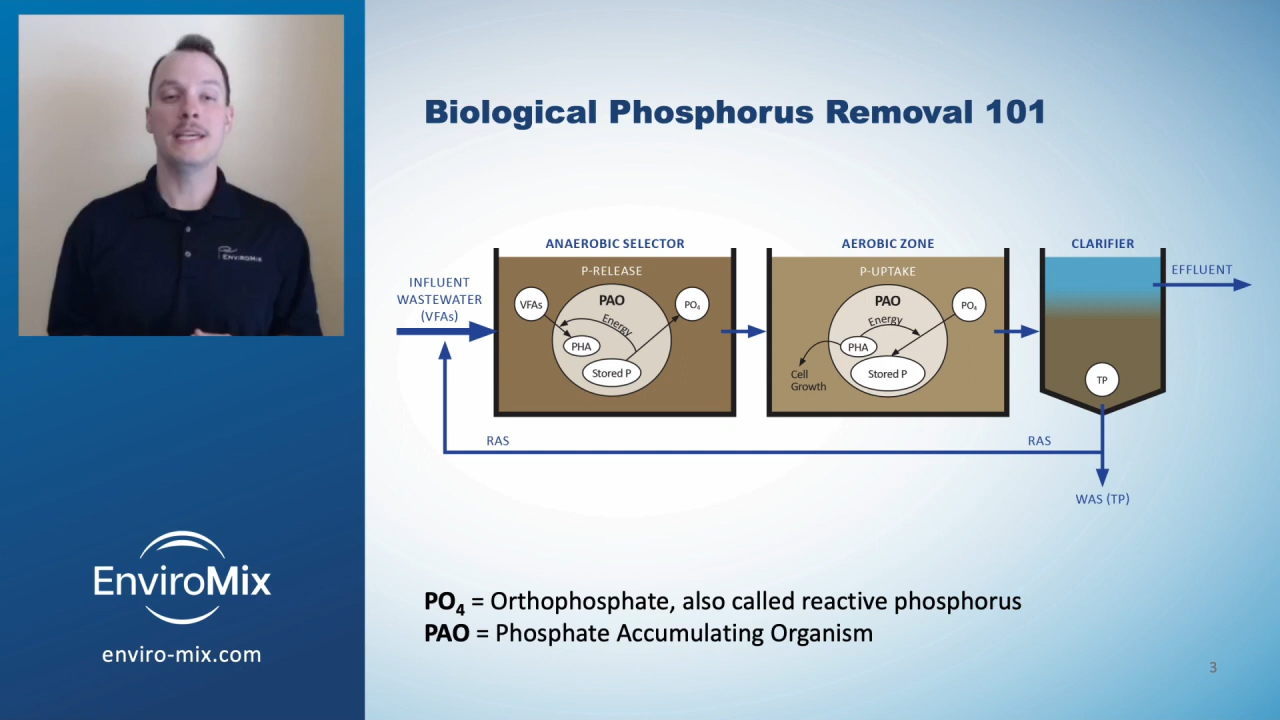 ENVIROMIX
EnviroMix
enviro-mix.com
Biological Phosphorus Removal 101
ANAEROBIC SELECTOR
AEROBIC ZONE
CLARIFIER
INFLUENT
WASTEWATER
(VFAs)
P-RELEASE
VFAs
PAO
Energy
PHA
Stored P
PO₄
P-UPTAKE
PAO
Energy
PHA
Stored P
PO₄
Cell
Growth
EFFLUENT
TP
RAS
RAS
WAS (TP)
PO₄ = Orthophosphate, also called reactive phosphorus
PAO = Phosphate Accumulating Organism
3